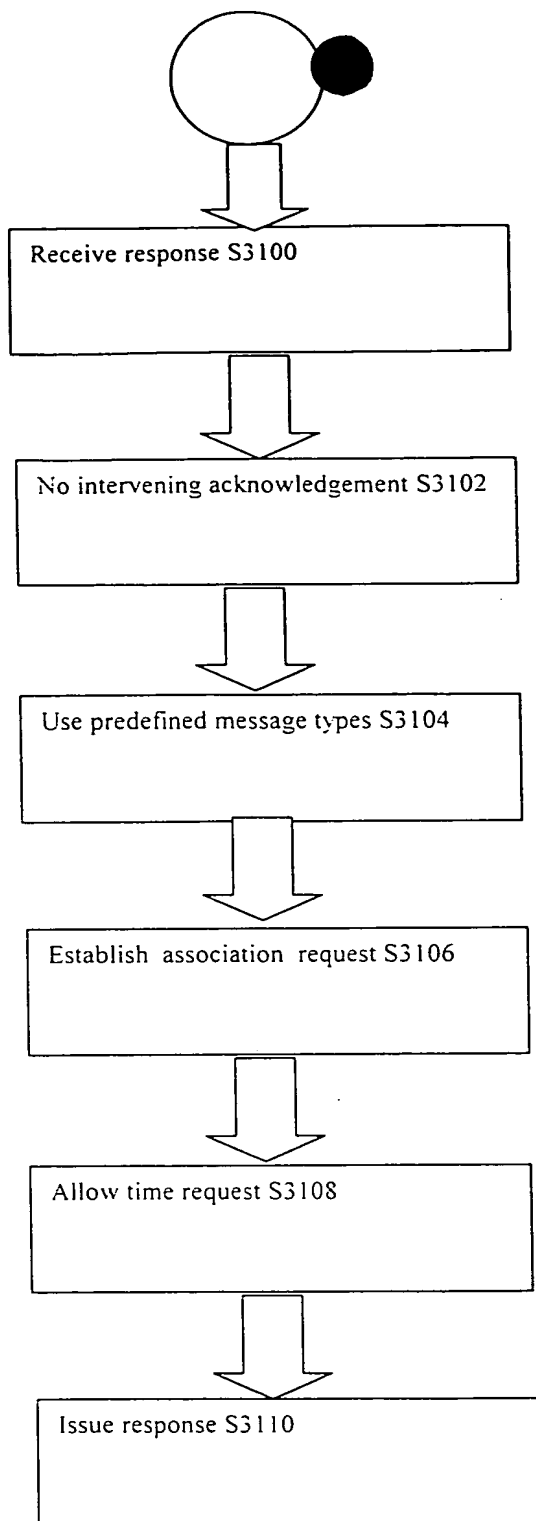 Receive response S3100
No intervening acknowledgement S3102
Use predefined message types S3104
Establish association request S3106
Allow time request S3108
Issue response S3110